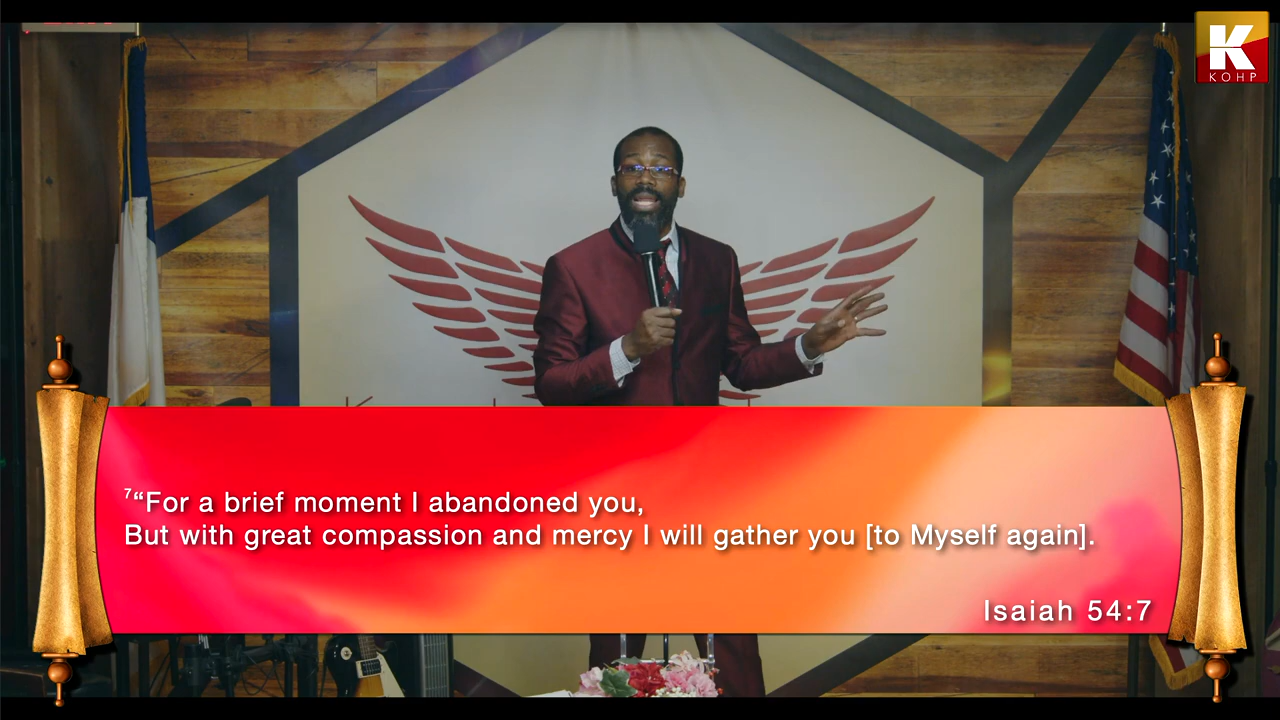 K
KOHP
7“For a brief moment I abandoned you,
But with great compassion and mercy I will gather you [to Myself again].
Isaiah 54:7